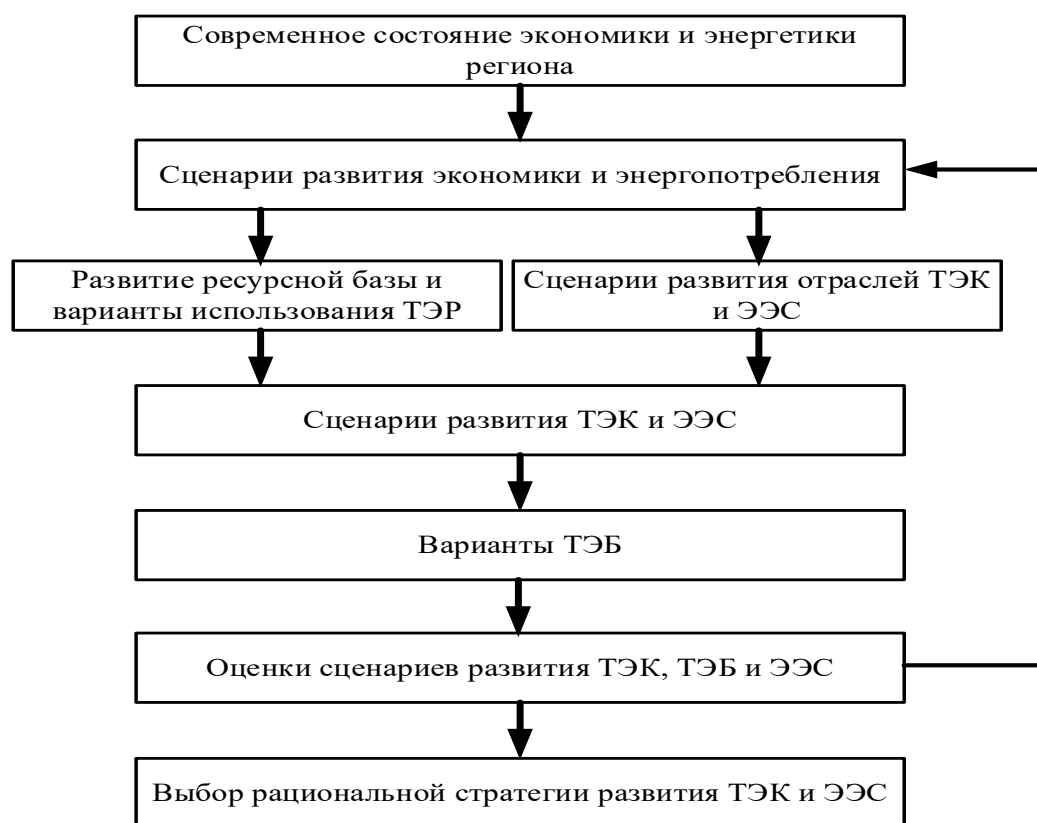 Современное состояние экономики и энергетики
региона
Сценарии развития экономики и энергопотребления
Развитие ресурсной базы и
варианты использования ТЭР
Сценарии развития отраслей ТЭК
и ЭЭС
Сценарии развития ТЭК и ЭЭС
Варианты ТЭБ
Оценки сценариев развития ТЭК, ТЭБ и ЭЭС
Выбор рациональной стратегии развития ТЭК и ЭЭС